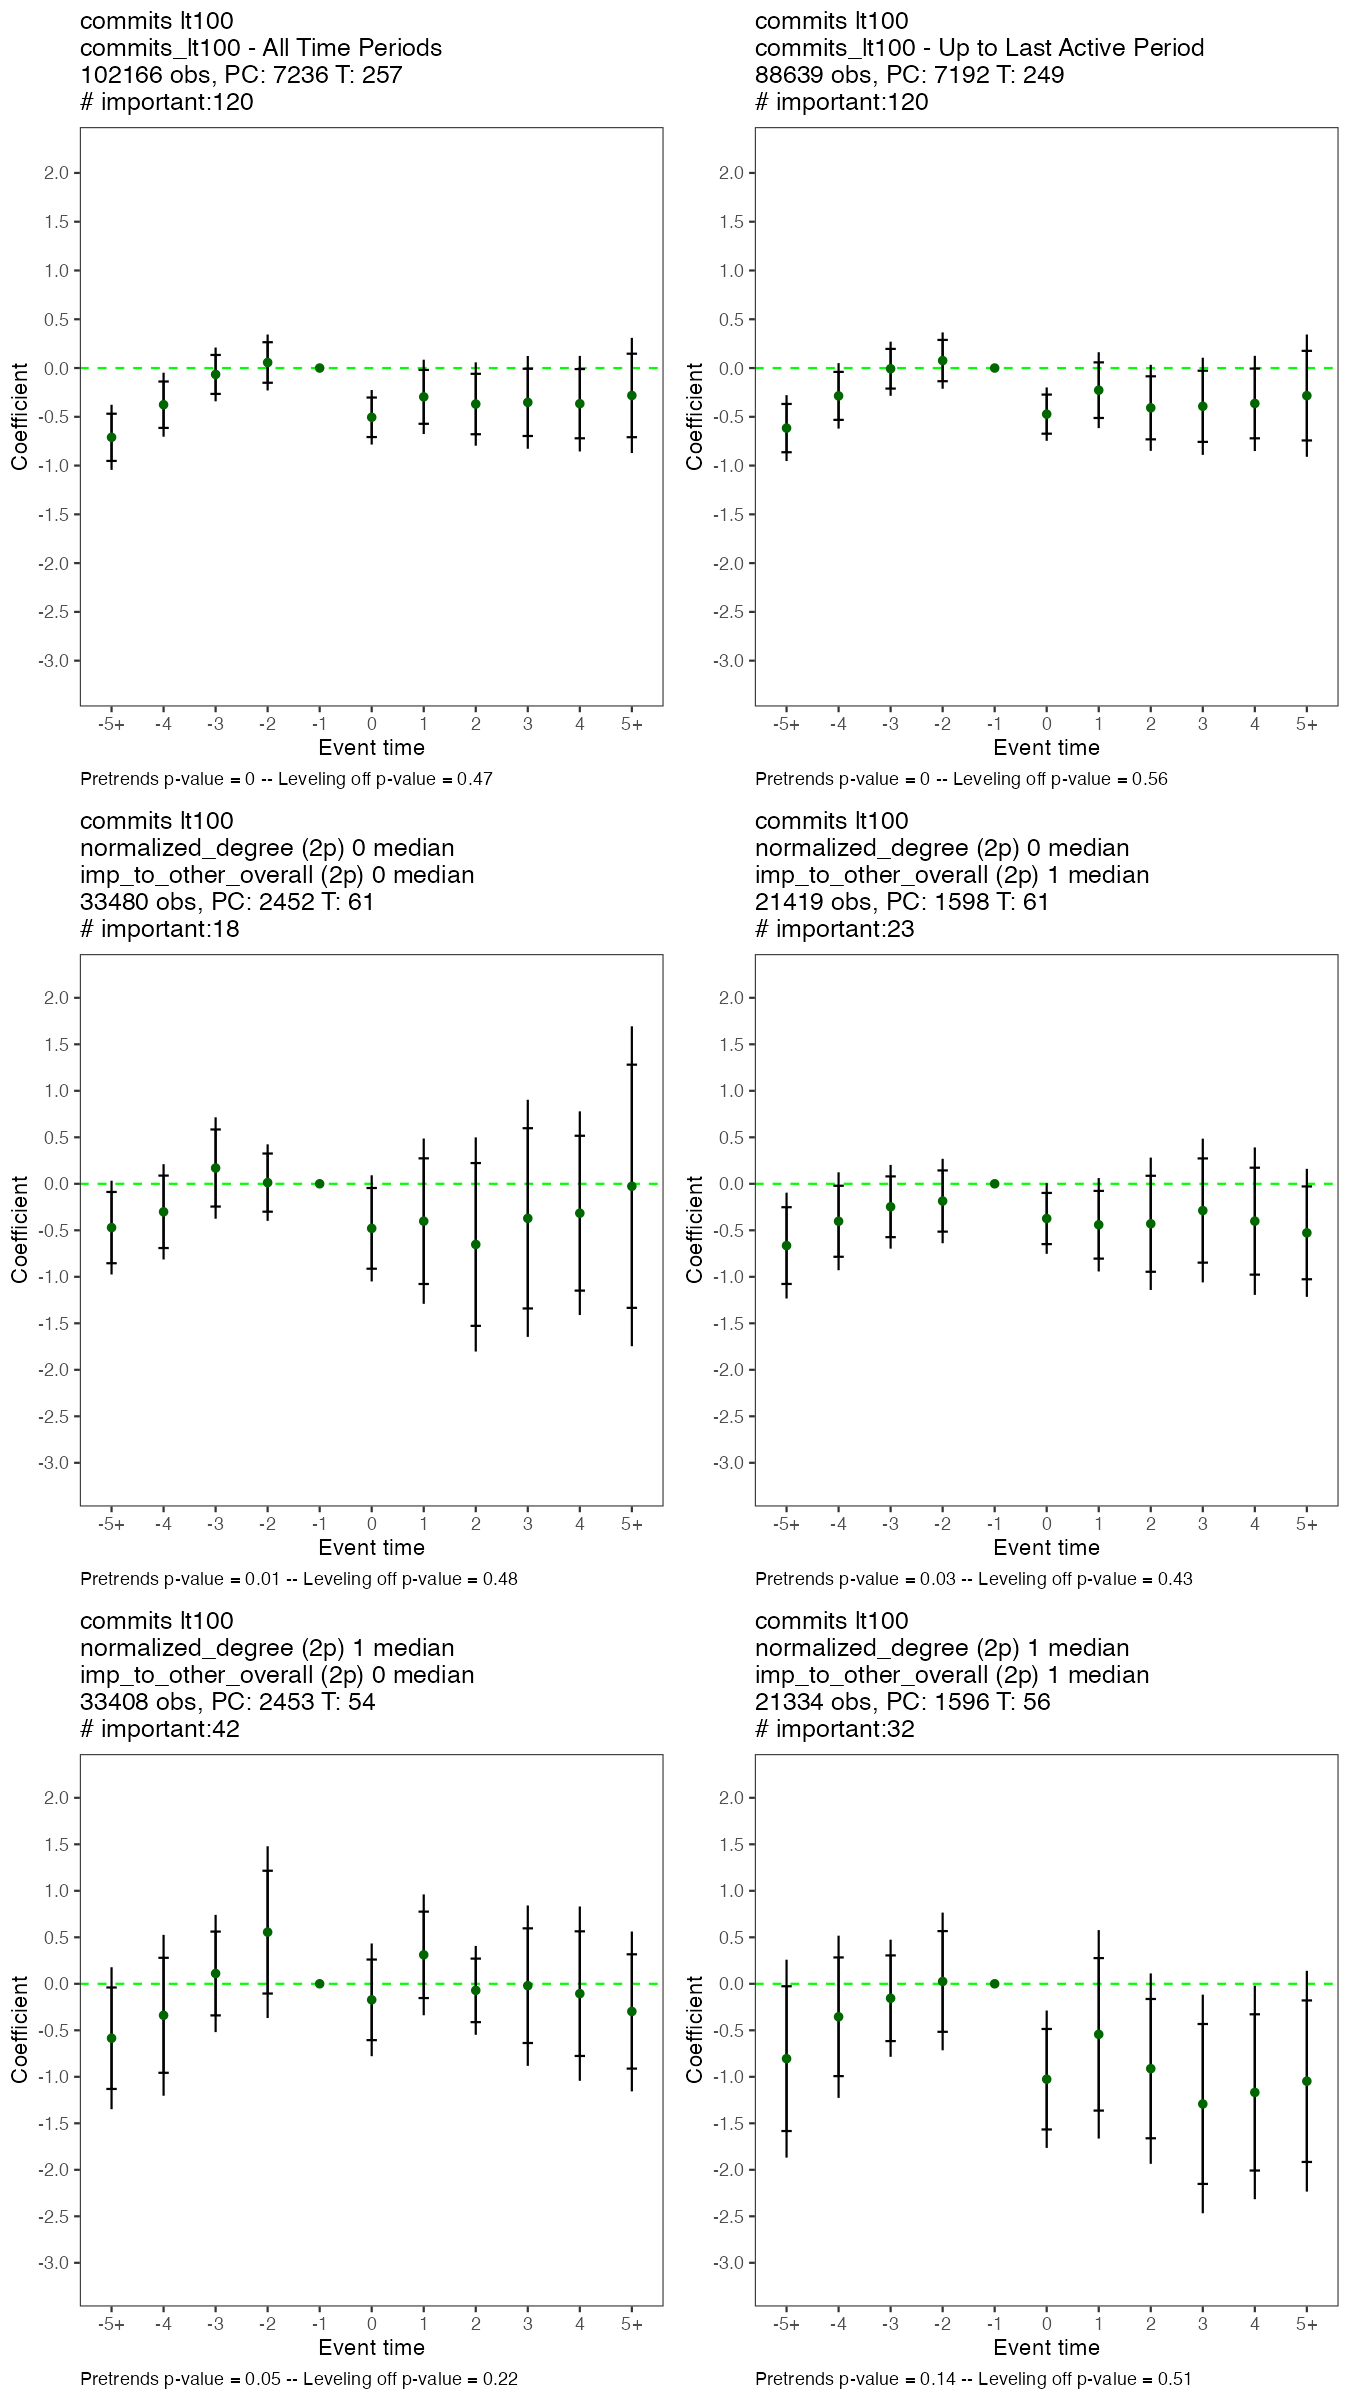 commits lt100
commits_lt100 - All Time Periods
102166 obs, PC: 7236 T: 257
# important:120
2.0
1.5
1.0
0.5
0.0
-0.5
-1.0
-1.5
-2.0
-2.5
-3.0
Coefficient
-5+ -4 -3 -2 -1 0 1 2 3 4 5+
Event time
Pretrends p-value = 0 -- Leveling off p-value = 0.47
commits lt100
commits_lt100 - Up to Last Active Period
88639 obs, PC: 7192 T: 249
# important:120
2.0
1.5
1.0
0.5
0.0
-0.5
-1.0
-1.5
-2.0
-2.5
-3.0
Coefficient
-5+ -4 -3 -2 -1 0 1 2 3 4 5+
Event time
Pretrends p-value = 0 -- Leveling off p-value = 0.56
commits lt100
normalized_degree (2p) 0 median
imp_to_other_overall (2p) 0 median
33480 obs, PC: 2452 T: 61
# important:18
2.0
1.5
1.0
0.5
0.0
-0.5
-1.0
-1.5
-2.0
-2.5
-3.0
Coefficient
-5+ -4 -3 -2 -1 0 1 2 3 4 5+
Event time
Pretrends p-value = 0.01 -- Leveling off p-value = 0.48
commits lt100
normalized_degree (2p) 0 median
imp_to_other_overall (2p) 1 median
21419 obs, PC: 1598 T: 61
# important:23
2.0
1.5
1.0
0.5
0.0
-0.5
-1.0
-1.5
-2.0
-2.5
-3.0
Coefficient
-5+ -4 -3 -2 -1 0 1 2 3 4 5+
Event time
Pretrends p-value = 0.03 -- Leveling off p-value = 0.43
commits lt100
normalized_degree (2p) 1 median
imp_to_other_overall (2p) 0 median
33408 obs, PC: 2453 T: 54
# important:42
2.0
1.5
1.0
0.5
0.0
-0.5
-1.0
-1.5
-2.0
-2.5
-3.0
Coefficient
-5+ -4 -3 -2 -1 0 1 2 3 4 5+
Event time
Pretrends p-value = 0.05 -- Leveling off p-value = 0.22
commits lt100
normalized_degree (2p) 1 median
imp_to_other_overall (2p) 1 median
21334 obs, PC: 1596 T: 56
# important:32
2.0
1.5
1.0
0.5
0.0
-0.5
-1.0
-1.5
-2.0
-2.5
-3.0
Coefficient
-5+ -4 -3 -2 -1 0 1 2 3 4 5+
Event time
Pretrends p-value = 0.14 -- Leveling off p-value = 0.51